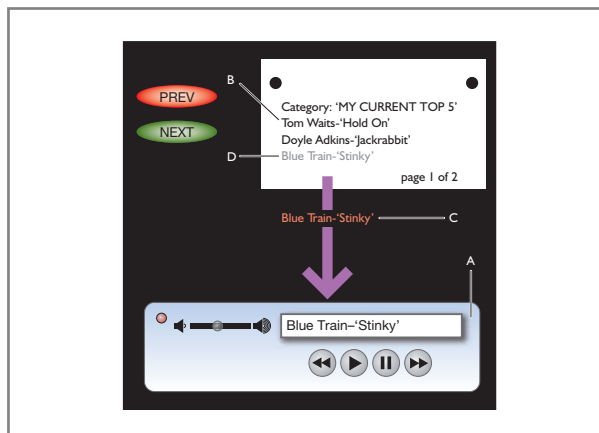 PREV
NEXT
B
D
Category: ‘MY CURRENT TOP 5’
Tom Waits-‘Hold On’
Doyle Adkins-‘Jackrabbit’
Blue Train-‘Stinky’
page 1 of 2
Blue Train-‘Stinky’
C
A
Blue Train–‘Stinky’